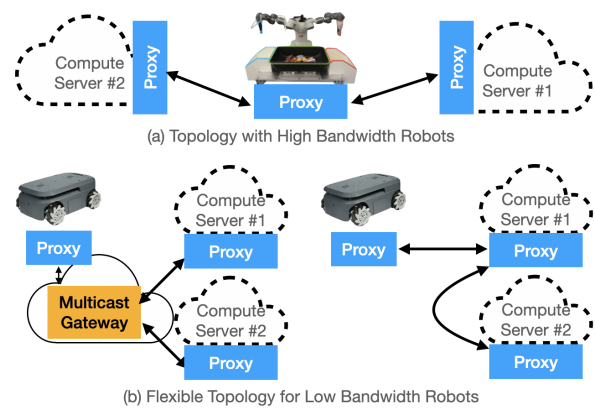 Compute
Server #2
Proxy
Proxy
Proxy
Compute
Server #1
(a) Topology with High Bandwidth Robots
Proxy
Multicast
Gateway
Compute
Server #1
Proxy
Compute
Server #2
Proxy
Proxy
Compute
Server #1
Proxy
Compute
Server #2
Proxy
(b) Flexible Topology for Low Bandwidth Robots